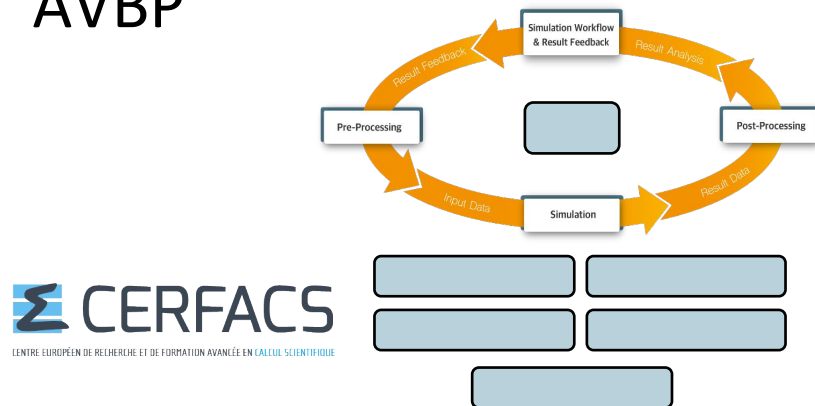 AVBP
Simulation Workflow
& Result Feedback
Result Feedback
Result Analysis
Pre-Processing
Post-Processing
Input Data
Result Data
Simulation
CERFACS
CENTRE EUROPÉEN DE RECHERCHE ET DE FORMATION AVANCÉE EN CALCUL SCIENTIFIQUE